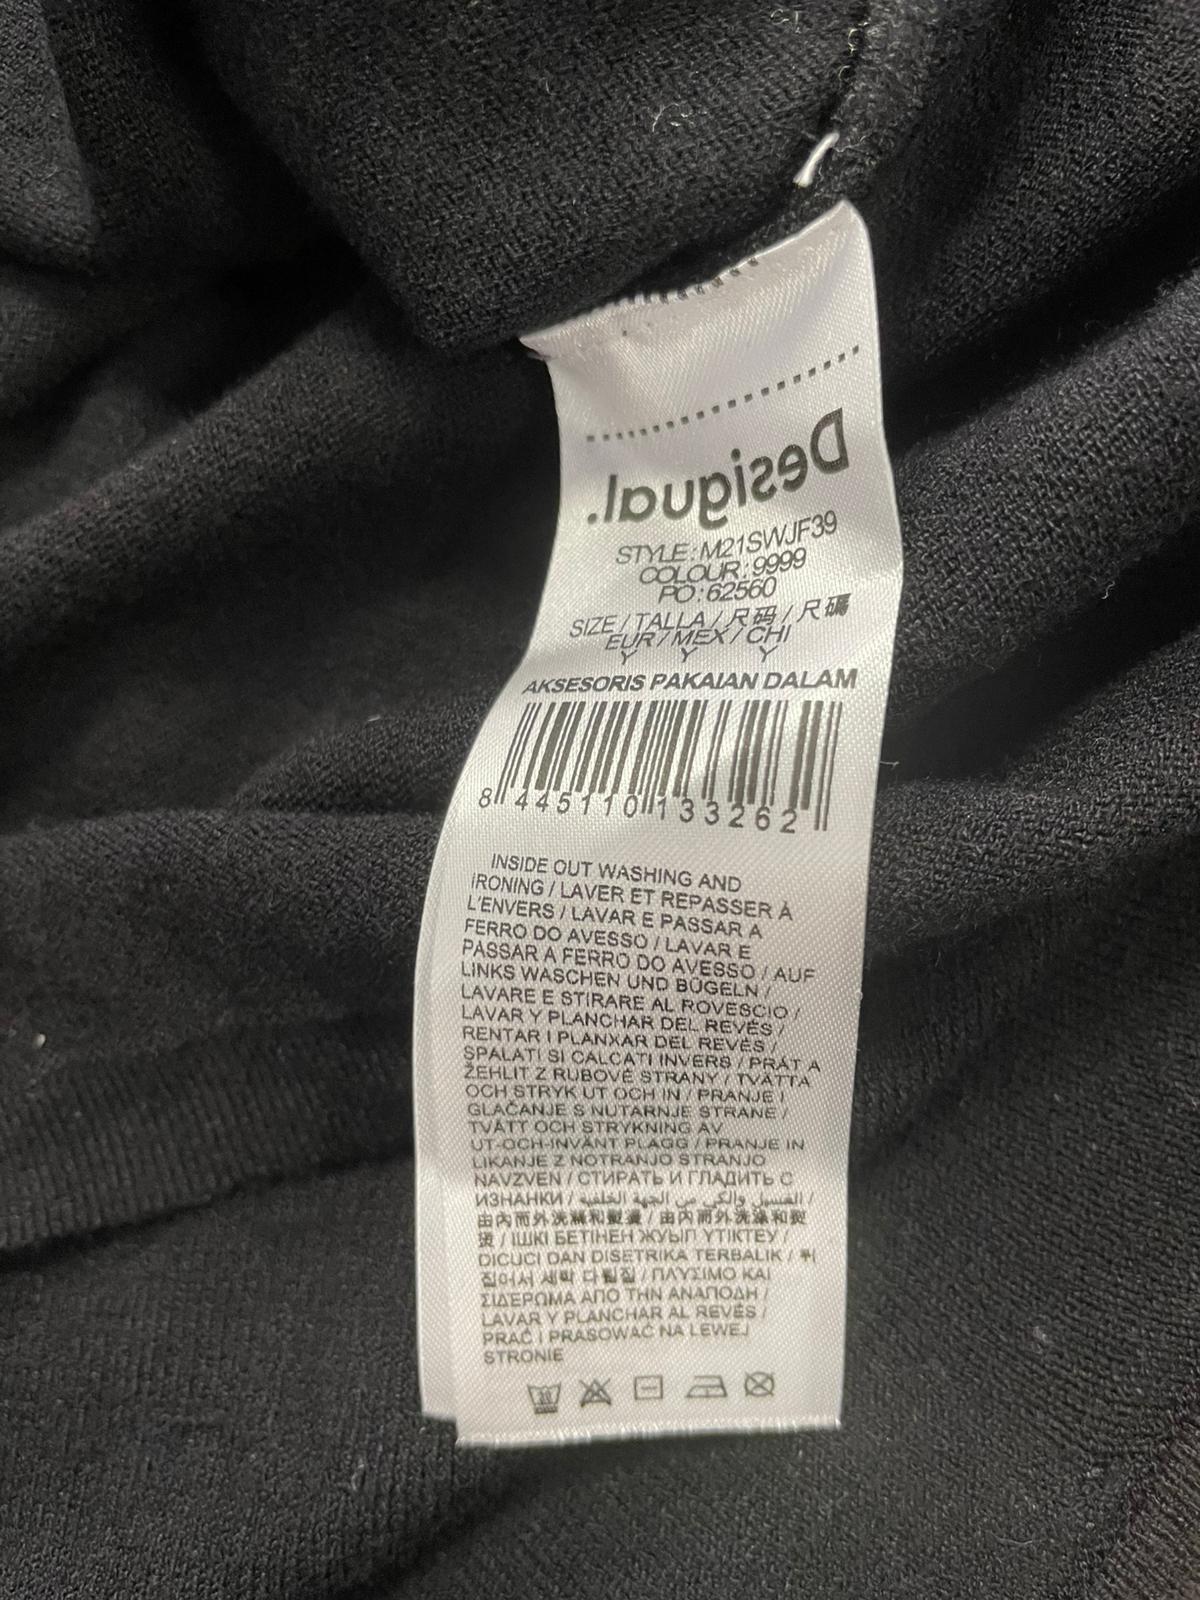 Desigual.
STYLE: M21SWJF39
COLOUR: 9999
PO: 62560
SIZE / TALLA / 尺码 / 尺碼
EUR / MEX / CHI
Y Y Y
AKSESORIS PAKAIAN DALAM
8 445110 133262
INSIDE OUT WASHING AND
IRONING / LAVER ET REPASSER À
L'ENVERS / LAVAR E PASSAR A
FERRO DO AVESSO / LAVAR E
PASSAR A FERRO DO AVESSO / AUF
LINKS WASCHEN UND BÜGELN /
LAVARE E STIRARE AL ROVESCIO /
LAVAR Y PLANCHAR DEL REVÉS /
RENTAR I PLANXAR DEL REVÉS /
SPALATI SI CALCATI INVERS / PRÁT A
ŽEHLIT Z RUBOVÉ STRANY / TVÄTTA
OCH STRYK UT OCH IN / PRANJE I
GLAČANJE S NUTARNJE STRANE /
TVÄTT OCH STRYKNING AV
UT-OCH-INVÄNT PLAGG / PRANJE IN
LIKANJE Z NOTRANJO STRANJO
NAVZVEN / СТИРАТЬ И ГЛАДИТЬ С
ИЗНАНКИ / الغسيل والكي من الجهة الخلفيه /
由内而外洗滌和熨燙 / 由内而外洗涤和熨
烫 / ІШКІ БЕТІНЕН ЖУЫП ҮТІКТЕУ /
DICUCI DAN DISETRIKA TERBALIK / 뒤
집어서 세탁 다림질 / ΠΛΥΣΙΜΟ ΚΑΙ
ΣΙΔΕΡΩΜΑ ΑΠΟ ΤΗΝ ΑΝΑΠΟΔΗ /
LAVAR Y PLANCHAR AL REVÉS /
PRAĆ I PRASOWAĆ NA LEWEJ
STRONIE